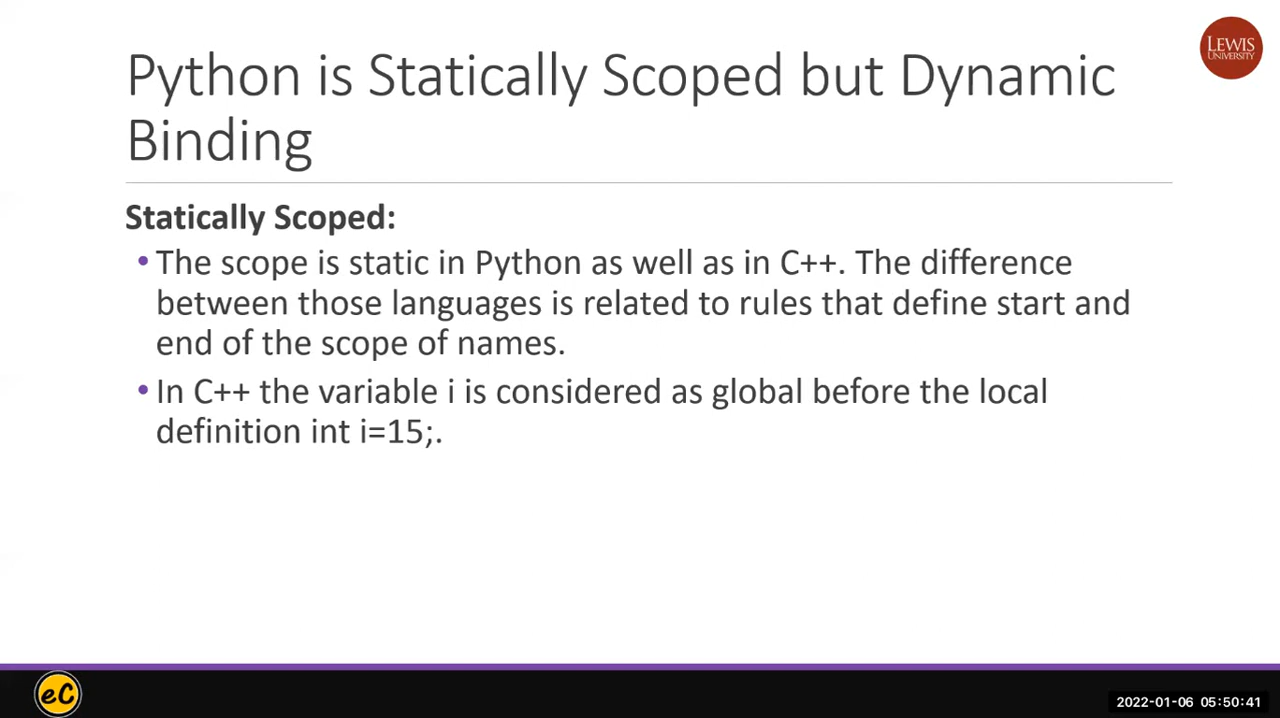 LEWIS
UNIVERSITY
Python is Statically Scoped but Dynamic
Binding
Statically Scoped:
• The scope is static in Python as well as in C++. The difference
between those languages is related to rules that define start and
end of the scope of names.
• In C++ the variable i is considered as global before the local
definition int i=15;.
eC
2022-01-06 05:50:41